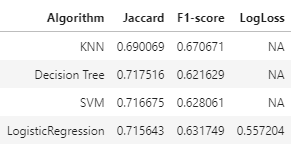 Algorithm Jaccard F1-score LogLoss
KNN 0.690069 0.670671 NA
Decision Tree 0.717516 0.621629 NA
SVM 0.716675 0.628061 NA
LogisticRegression 0.715643 0.631749 0.557204